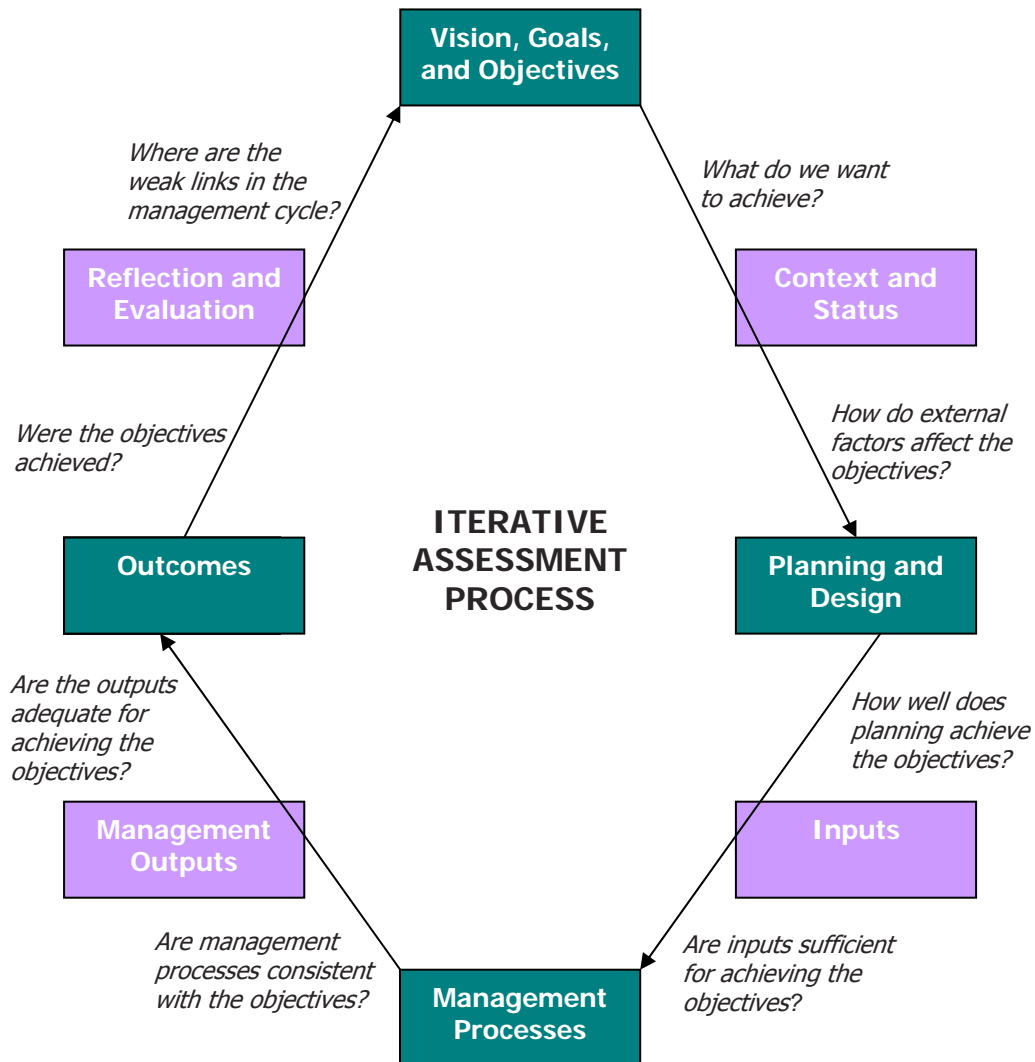 Vision, Goals,
and Objectives
Where are the
weak links in the
management cycle?
What do we want
to achieve?
Reflection and
Evaluation
Context and
Status
Were the objectives
achieved?
How do external
factors affect the
objectives?
ITERATIVE
ASSESSMENT
PROCESS
Outcomes
Planning and
Design
Are the outputs
adequate for
achieving the
objectives?
How well does
planning achieve
the objectives?
Management
Outputs
Inputs
Are management
processes consistent
with the objectives?
Are inputs sufficient
for achieving the
objectives?
Management
Processes